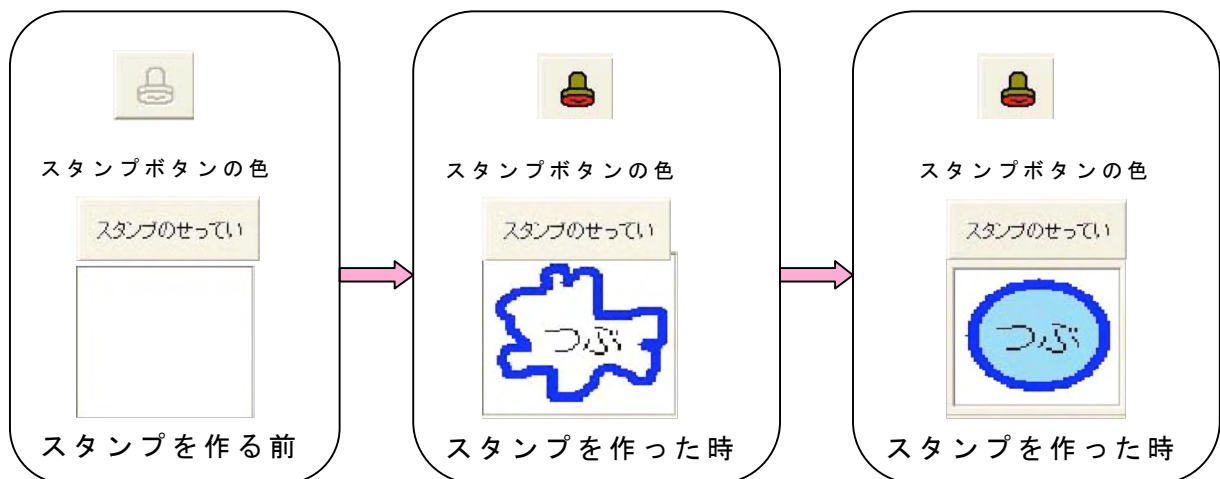 スタンプボタンの色
スタンプのせってい
スタンプを作る前
スタンプボタンの色
スタンプのせってい
つぶ
スタンプを作った時
スタンプボタンの色
スタンプのせってい
つぶ
スタンプを作った時